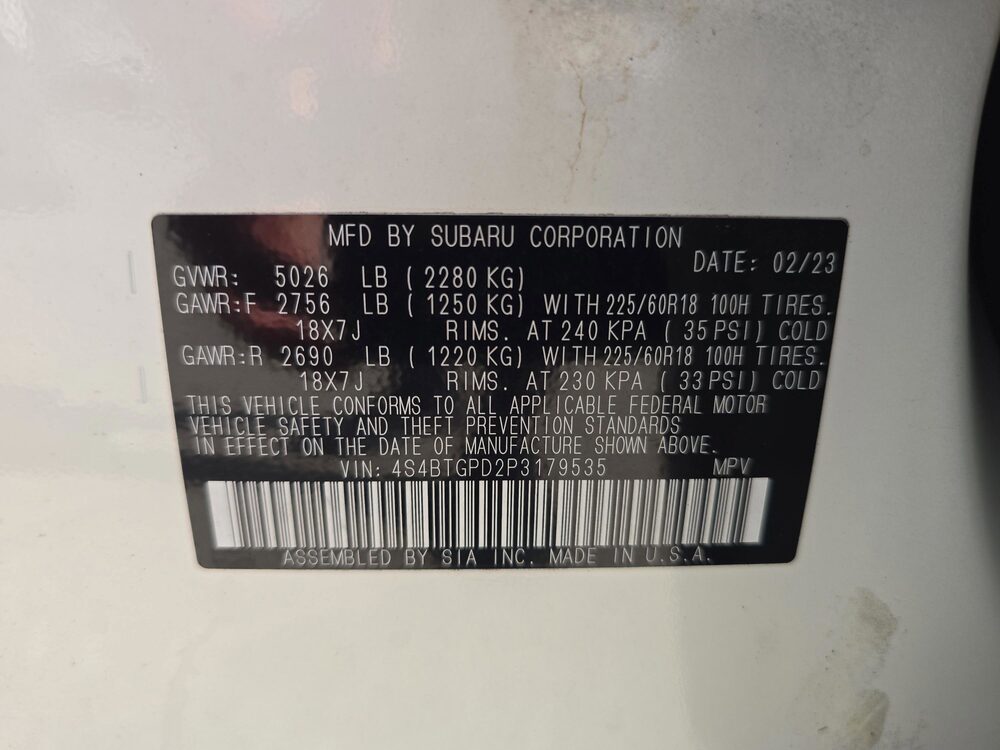 MFD BY SUBARU CORPORATION
DATE: 02/23
GVWR: 5026 LB ( 2280 KG)
GAWR:F 2756 LB ( 1250 KG) WITH 225/60R18 100H TIRES.
18X7J RIMS. AT 240 KPA ( 35 PSI) COLD
GAWR:R 2690 LB ( 1220 KG) WITH 225/60R18 100H TIRES.
18X7J RIMS. AT 230 KPA ( 33 PSI) COLD
THIS VEHICLE CONFORMS TO ALL APPLICABLE FEDERAL MOTOR
VEHICLE SAFETY AND THEFT PREVENTION STANDARDS
IN EFFECT ON THE DATE OF MANUFACTURE SHOWN ABOVE.
VIN: 4S4BTGPD2P3179535 MPV
ASSEMBLED BY SIA INC. MADE IN U.S.A.